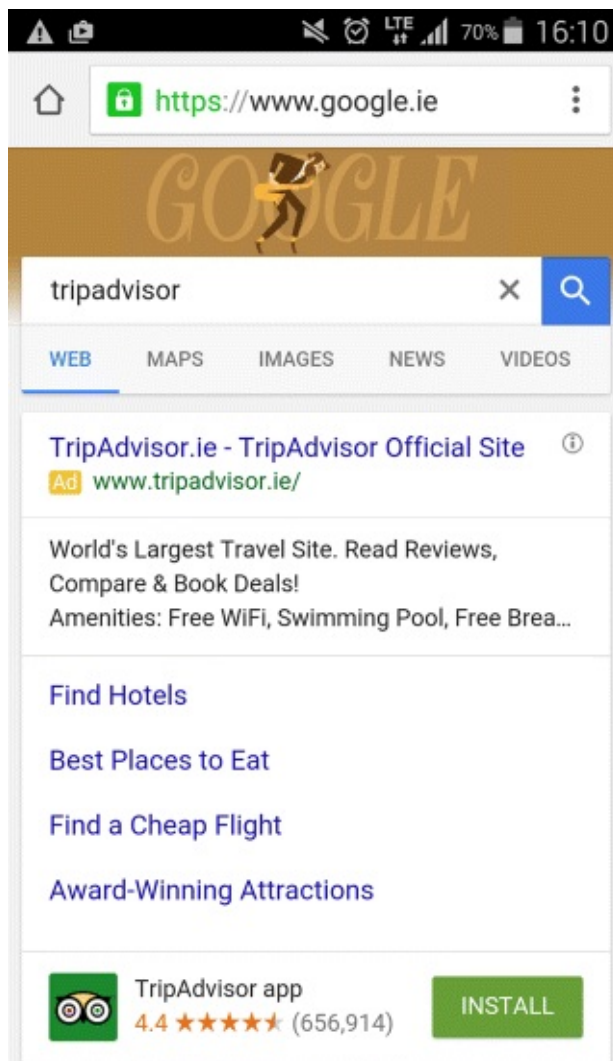 LTE 70% 16:10
https://www.google.ie
GOOGLE
tripadvisor
WEB MAPS IMAGES NEWS VIDEOS
TripAdvisor.ie - TripAdvisor Official Site
Ad www.tripadvisor.ie/
World's Largest Travel Site. Read Reviews,
Compare & Book Deals!
Amenities: Free WiFi, Swimming Pool, Free Brea...
Find Hotels
Best Places to Eat
Find a Cheap Flight
Award-Winning Attractions
TripAdvisor app
INSTALL
4.4 (656,914)